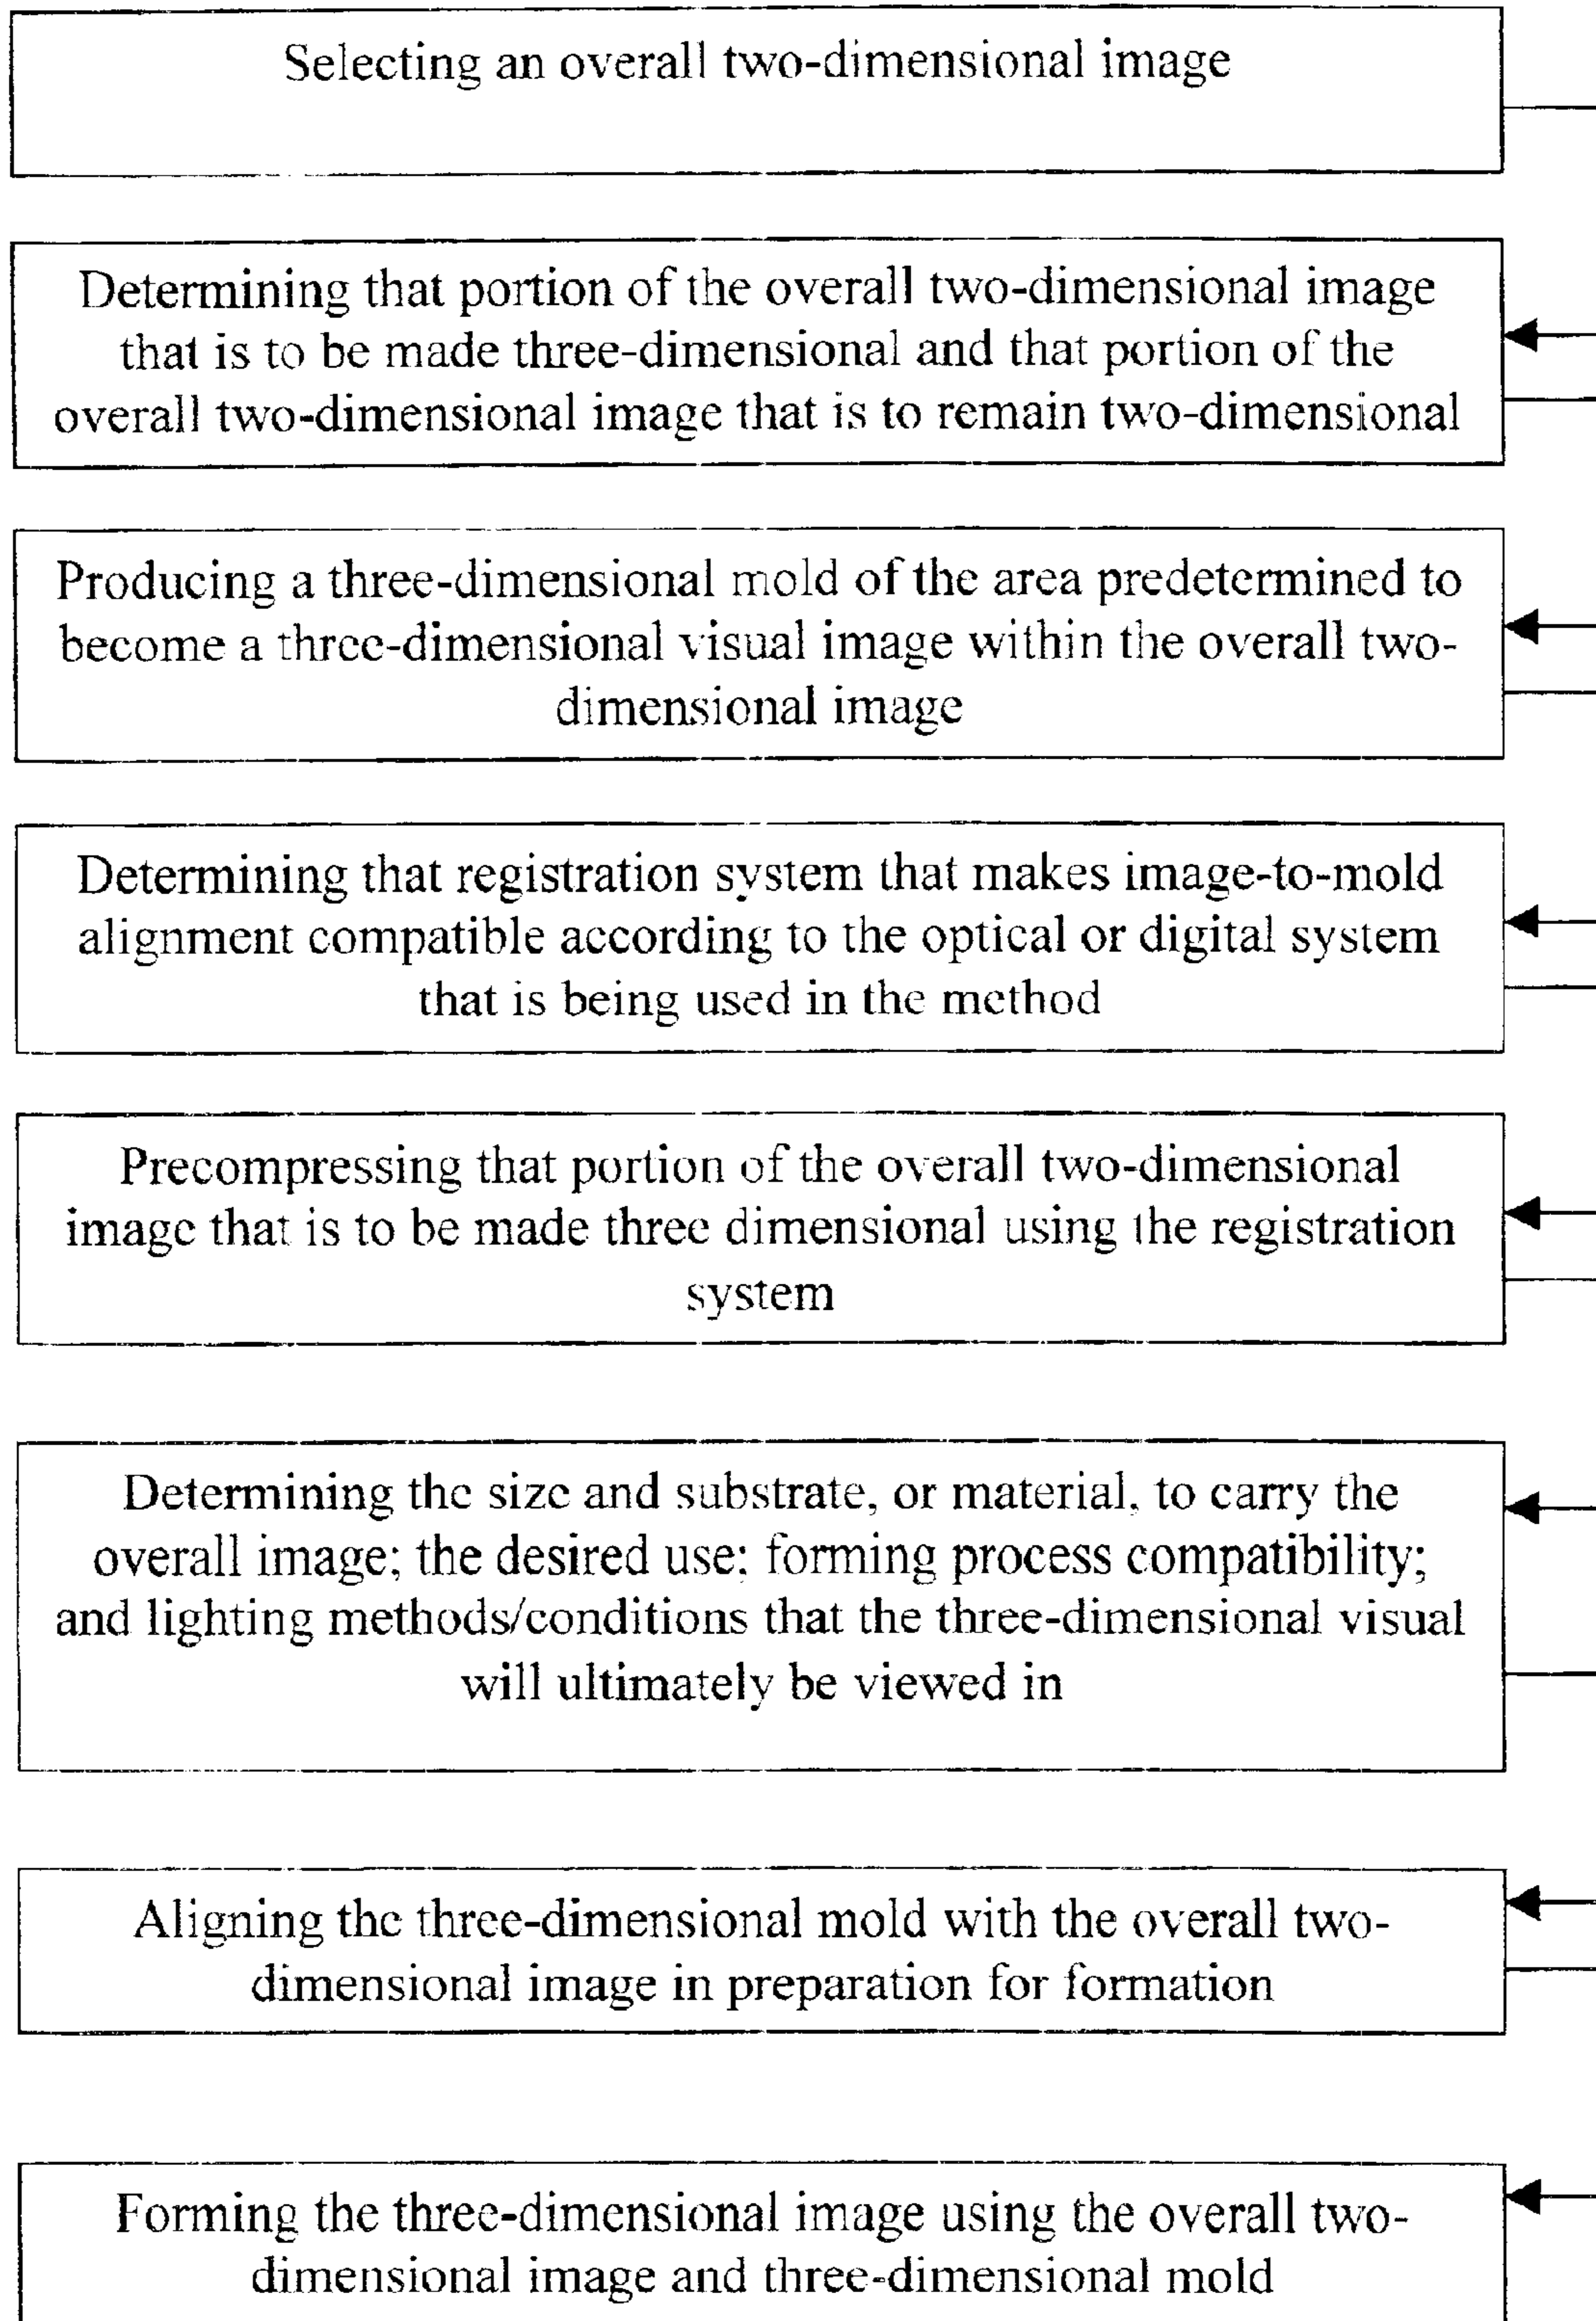 Selecting an overall two-dimensional image
Determining that portion of the overall two-dimensional image
that is to be made three-dimensional and that portion of the
overall two-dimensional image that is to remain two-dimensional
Producing a three-dimensional mold of the area predetermined to
become a three-dimensional visual image within the overall two-
dimensional image
Determining that registration system that makes image-to-mold
alignment compatible according to the optical or digital system
that is being used in the method
Precompressing that portion of the overall two-dimensional
image that is to be made three dimensional using the registration
system
Determining the size and substrate, or material, to carry the
overall image; the desired use; forming process compatibility;
and lighting methods/conditions that the three-dimensional visual
will ultimately be viewed in
Aligning the three-dimensional mold with the overall two-
dimensional image in preparation for formation
Forming the three-dimensional image using the overall two-
dimensional image and three-dimensional mold